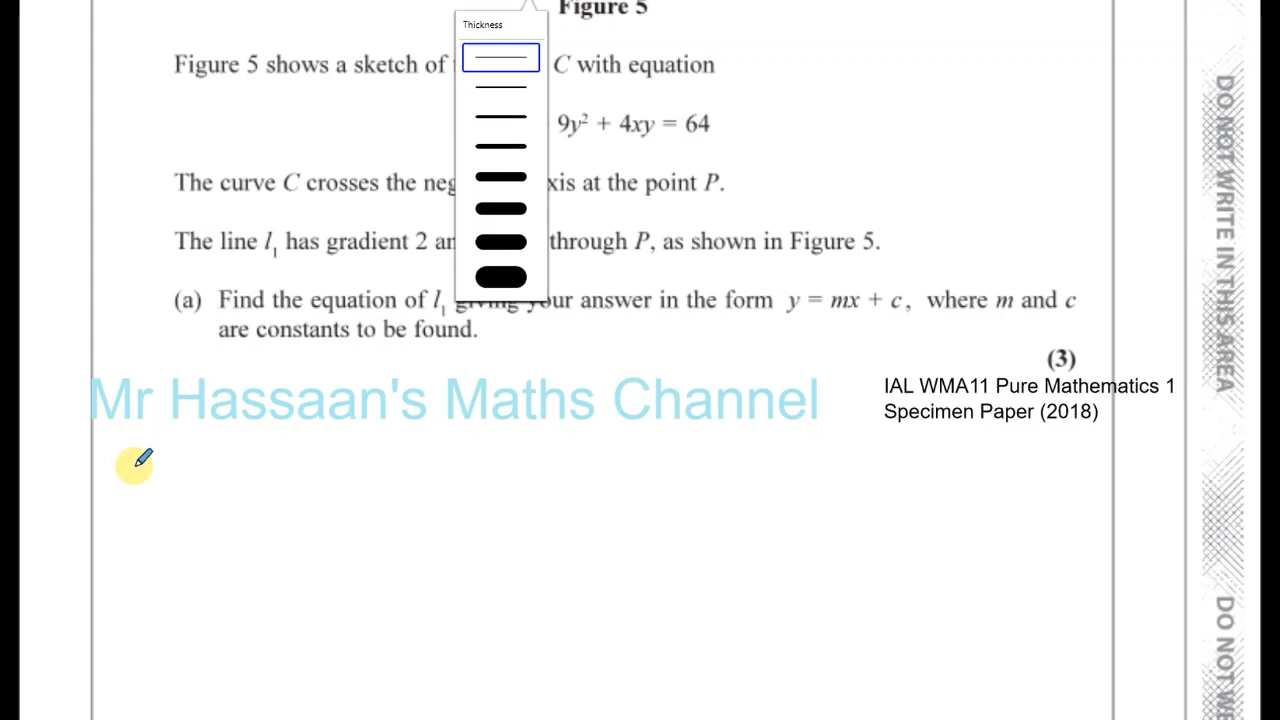 Figure 5
Thickness
Figure 5 shows a sketch of C with equation
9y² + 4xy = 64
The curve C crosses the neg xis at the point P.
The line l₁ has gradient 2 an through P, as shown in Figure 5.
(a) Find the equation of l₁ giving your answer in the form y = mx + c, where m and c
are constants to be found.
(3)
Mr Hassaan's Maths Channel
IAL WMA11 Pure Mathematics 1
Specimen Paper (2018)
DO NOT WRITE IN THIS AREA
DO NOT WR